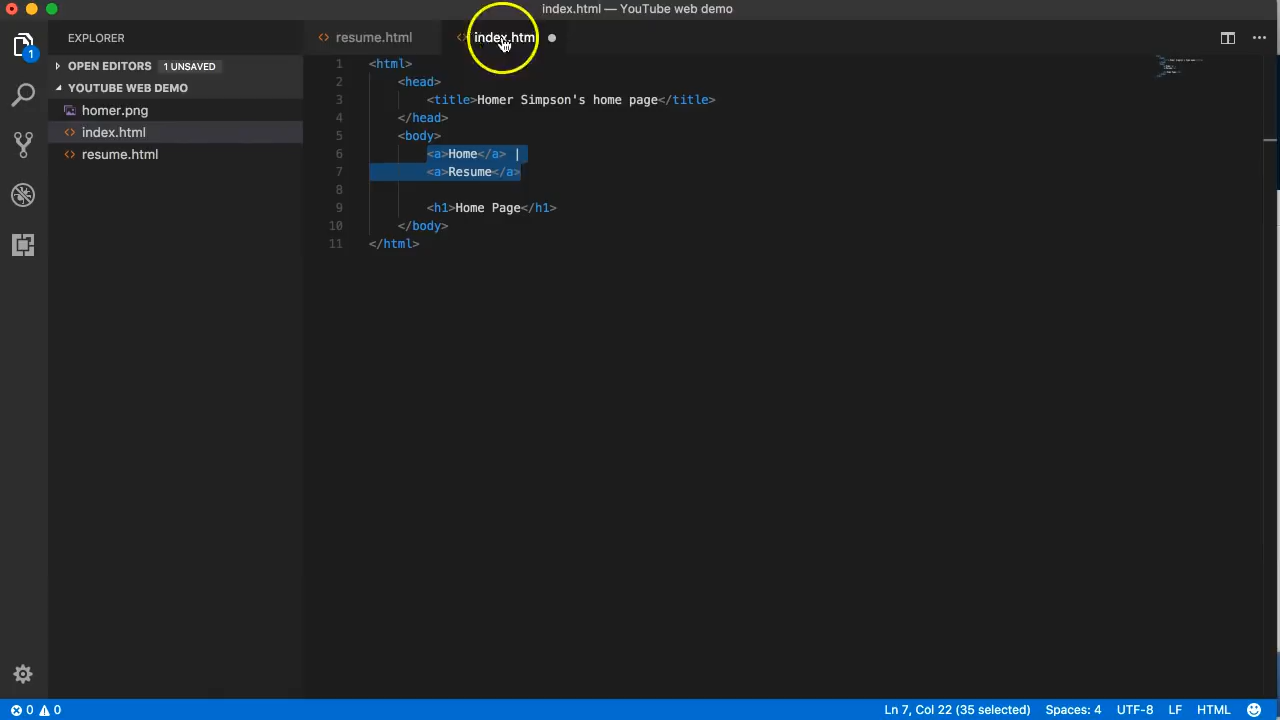 index.html — YouTube web demo
EXPLORER
OPEN EDITORS 1 UNSAVED
YOUTUBE WEB DEMO
homer.png
index.html
resume.html
1
resume.html
index.htm
1 <html>
2 <head>
3 <title>Homer Simpson's home page</title>
4 </head>
5 <body>
6 <a>Home</a> |
7 <a>Resume</a>
8
9 <h1>Home Page</h1>
10 </body>
11 </html>
0 0
Ln 7, Col 22 (35 selected) Spaces: 4 UTF-8 LF HTML